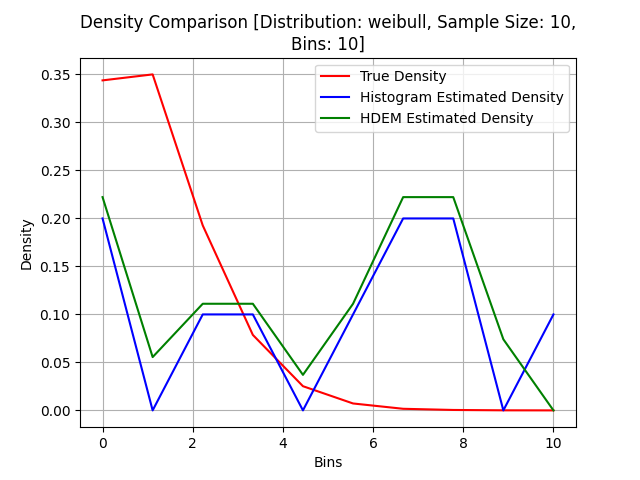 Density Comparison [Distribution: weibull, Sample Size: 10,
Bins: 10]
True Density
Histogram Estimated Density
HDEM Estimated Density
Density
0.35
0.30
0.25
0.20
0.15
0.10
0.05
0.00
0 2 4 6 8 10
Bins